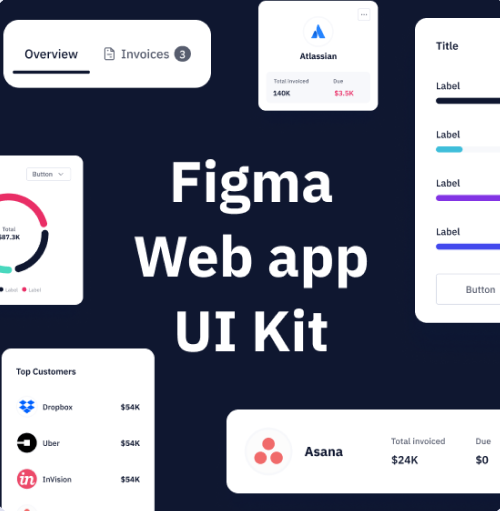 Overview
Invoices 3
Atlassian
Total invoiced Due
140K $3.5K
Title
Label
Label
Label
Label
Button
Button
Total
$87.3K
Label Label
Figma
Web app
UI Kit
Top Customers
Dropbox $54K
Uber $54K
in
InVision $54K
Asana
Total invoiced Due
$24K $0